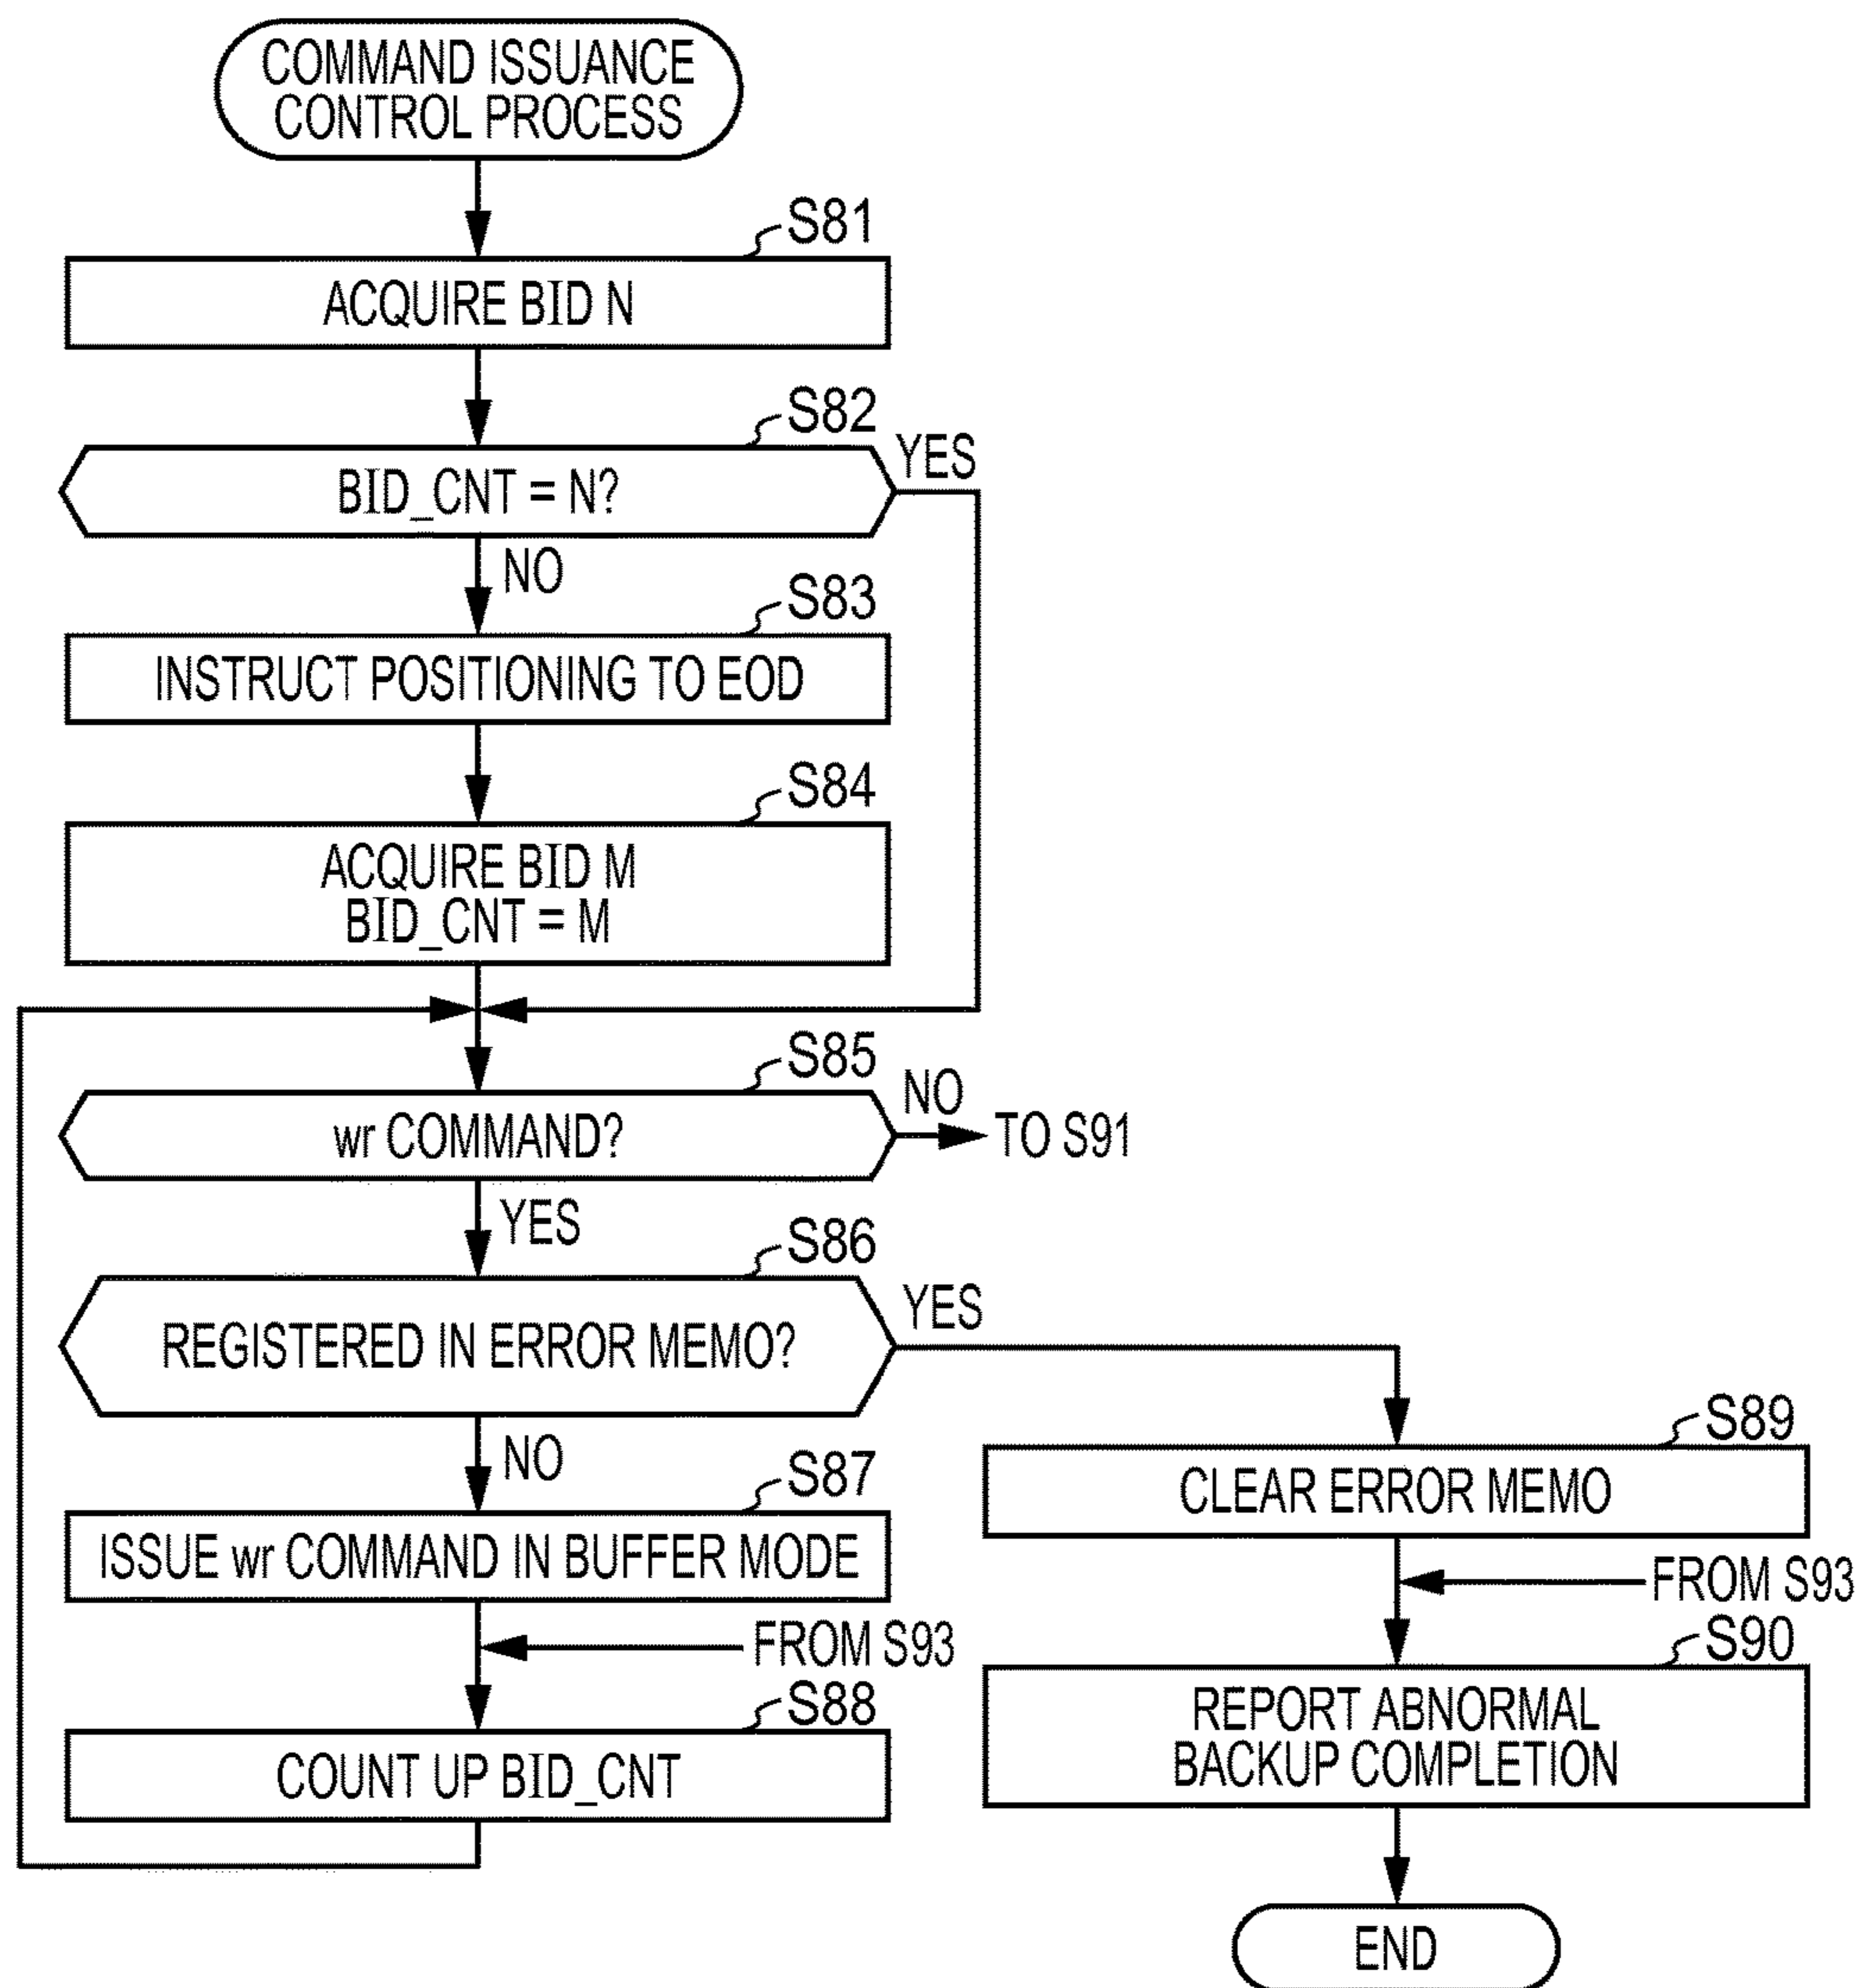 COMMAND ISSUANCE
CONTROL PROCESS
S81
ACQUIRE BID N
S82
BID_CNT = N?
YES
NO
S83
INSTRUCT POSITIONING TO EOD
S84
ACQUIRE BID M
BID_CNT = M
S85
wr COMMAND?
NO
TO S91
YES
S86
REGISTERED IN ERROR MEMO?
YES
NO
S87
ISSUE wr COMMAND IN BUFFER MODE
FROM S93
S88
COUNT UP BID_CNT
S89
CLEAR ERROR MEMO
FROM S93
S90
REPORT ABNORMAL
BACKUP COMPLETION
END